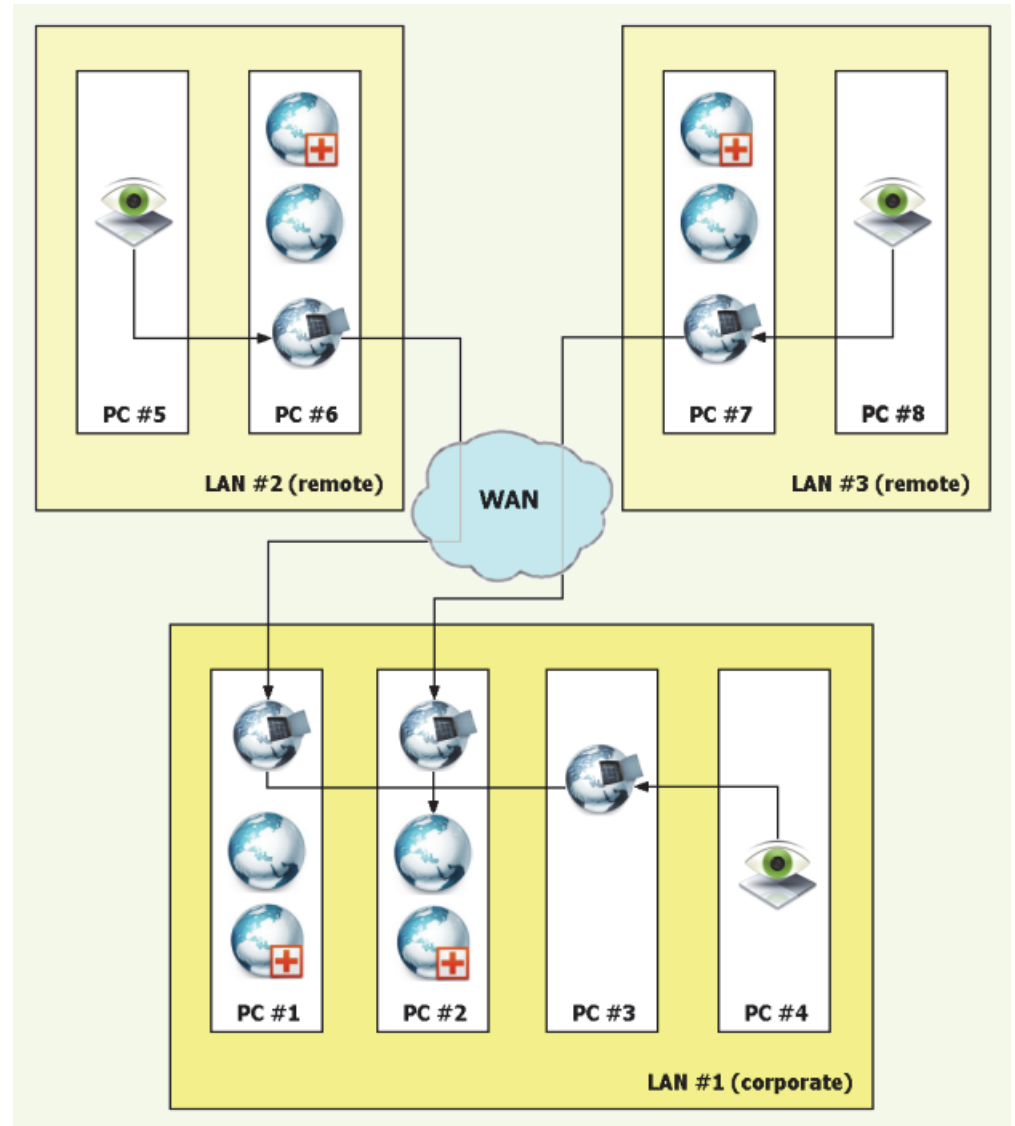 PC #5
PC #6
LAN #2 (remote)
PC #7
PC #8
LAN #3 (remote)
WAN
PC #1
PC #2
PC #3
PC #4
LAN #1 (corporate)